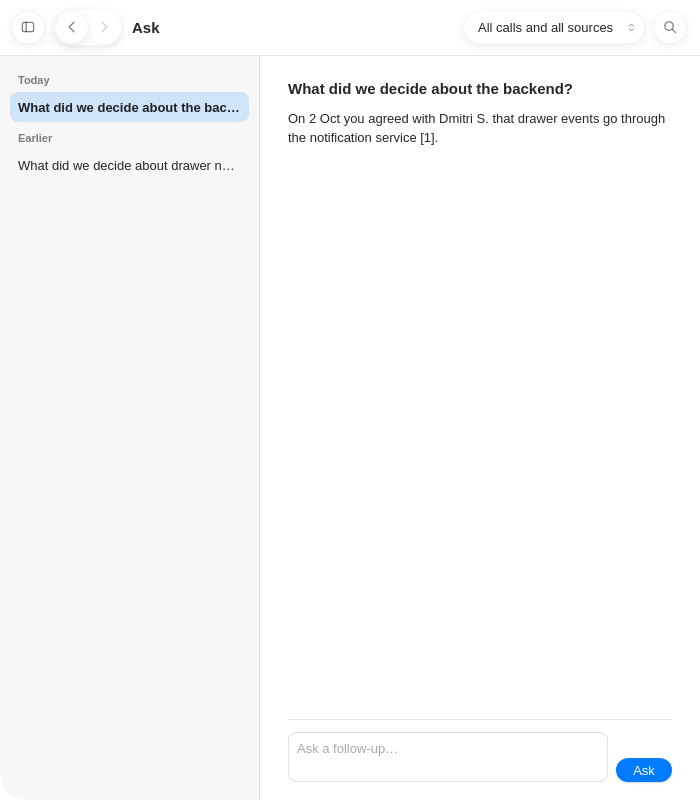 Ask
All calls and all sources
Today
What did we decide about the bac…
Earlier
What did we decide about drawer n…
What did we decide about the backend?
On 2 Oct you agreed with Dmitri S. that drawer events go through
the notification service [1].
Ask a follow-up…
Ask